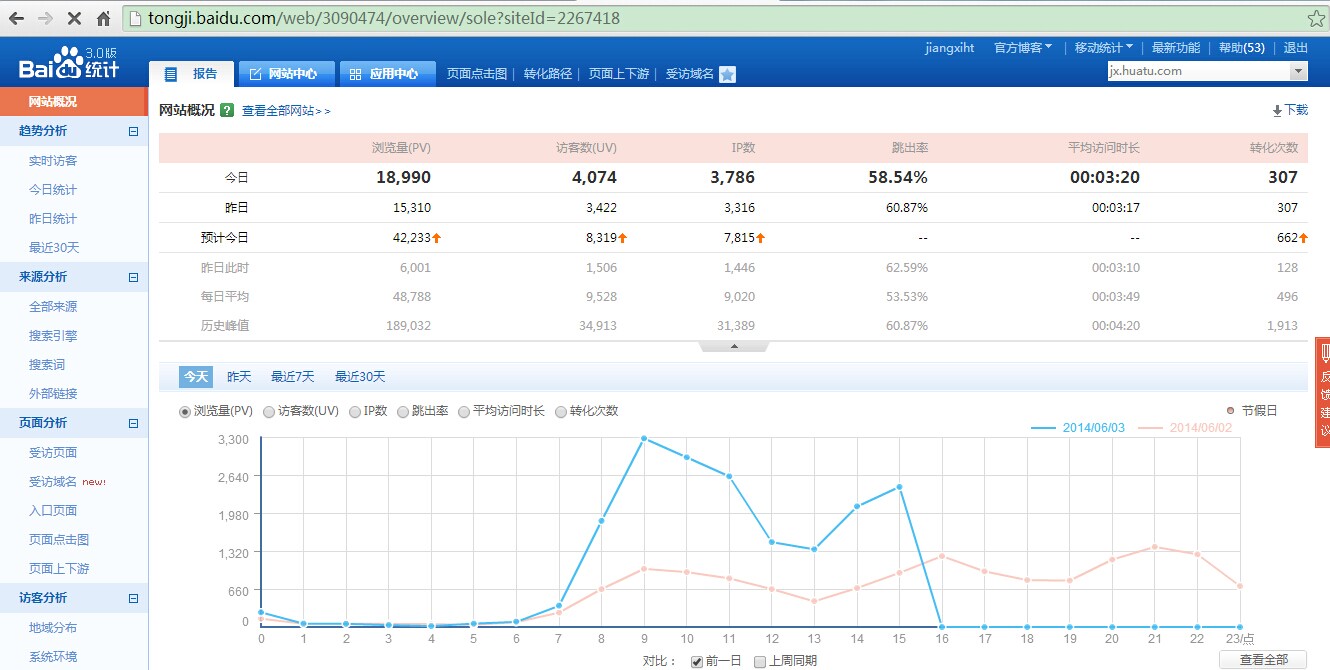 tongji.baidu.com/web/3090474/overview/sole?siteId=2267418
jiangxiht 官方博客 移动统计 最新功能 帮助(53) 退出
Bai du 统计 3.0版
报告 网站中心 应用中心 页面点击图 转化路径 页面上下游 受访域名 jx.huatu.com
网站概况
趋势分析
实时访客
今日统计
昨日统计
最近30天
来源分析
全部来源
搜索引擎
搜索词
外部链接
页面分析
受访页面
受访域名 new!
入口页面
页面点击图
页面上下游
访客分析
地域分布
系统环境
网站概况 ? 查看全部网站>> 下载
浏览量(PV) 访客数(UV) IP数 跳出率 平均访问时长 转化次数
今日 18,990 4,074 3,786 58.54% 00:03:20 307
昨日 15,310 3,422 3,316 60.87% 00:03:17 307
预计今日 42,233 8,319 7,815 -- -- 662
昨日此时 6,001 1,506 1,446 62.59% 00:03:10 128
每日平均 48,788 9,528 9,020 53.53% 00:03:49 496
历史峰值 189,032 34,913 31,389 60.87% 00:04:20 1,913
今天 昨天 最近7天 最近30天
浏览量(PV) 访客数(UV) IP数 跳出率 平均访问时长 转化次数 节假日
2014/06/03 2014/06/02
3,300
2,640
1,980
1,320
660
0
0 1 2 3 4 5 6 7 8 9 10 11 12 13 14 15 16 17 18 19 20 21 22 23/点
对比： 前一日 上周同期 查看全部
反馈建议